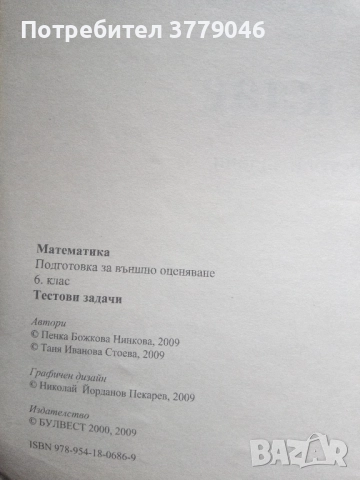 Потребител 3779046
Математика
Подготовка за външно оценяване
6. клас
Тестови задачи
Автори
© Пенка Божкова Нинкова, 2009
© Таня Иванова Стоева, 2009
Графичен дизайн
© Николай Йорданов Пекарев, 2009
Издателство
© БУЛВЕСТ 2000, 2009
ISBN 978-954-18-0686-9
bazar